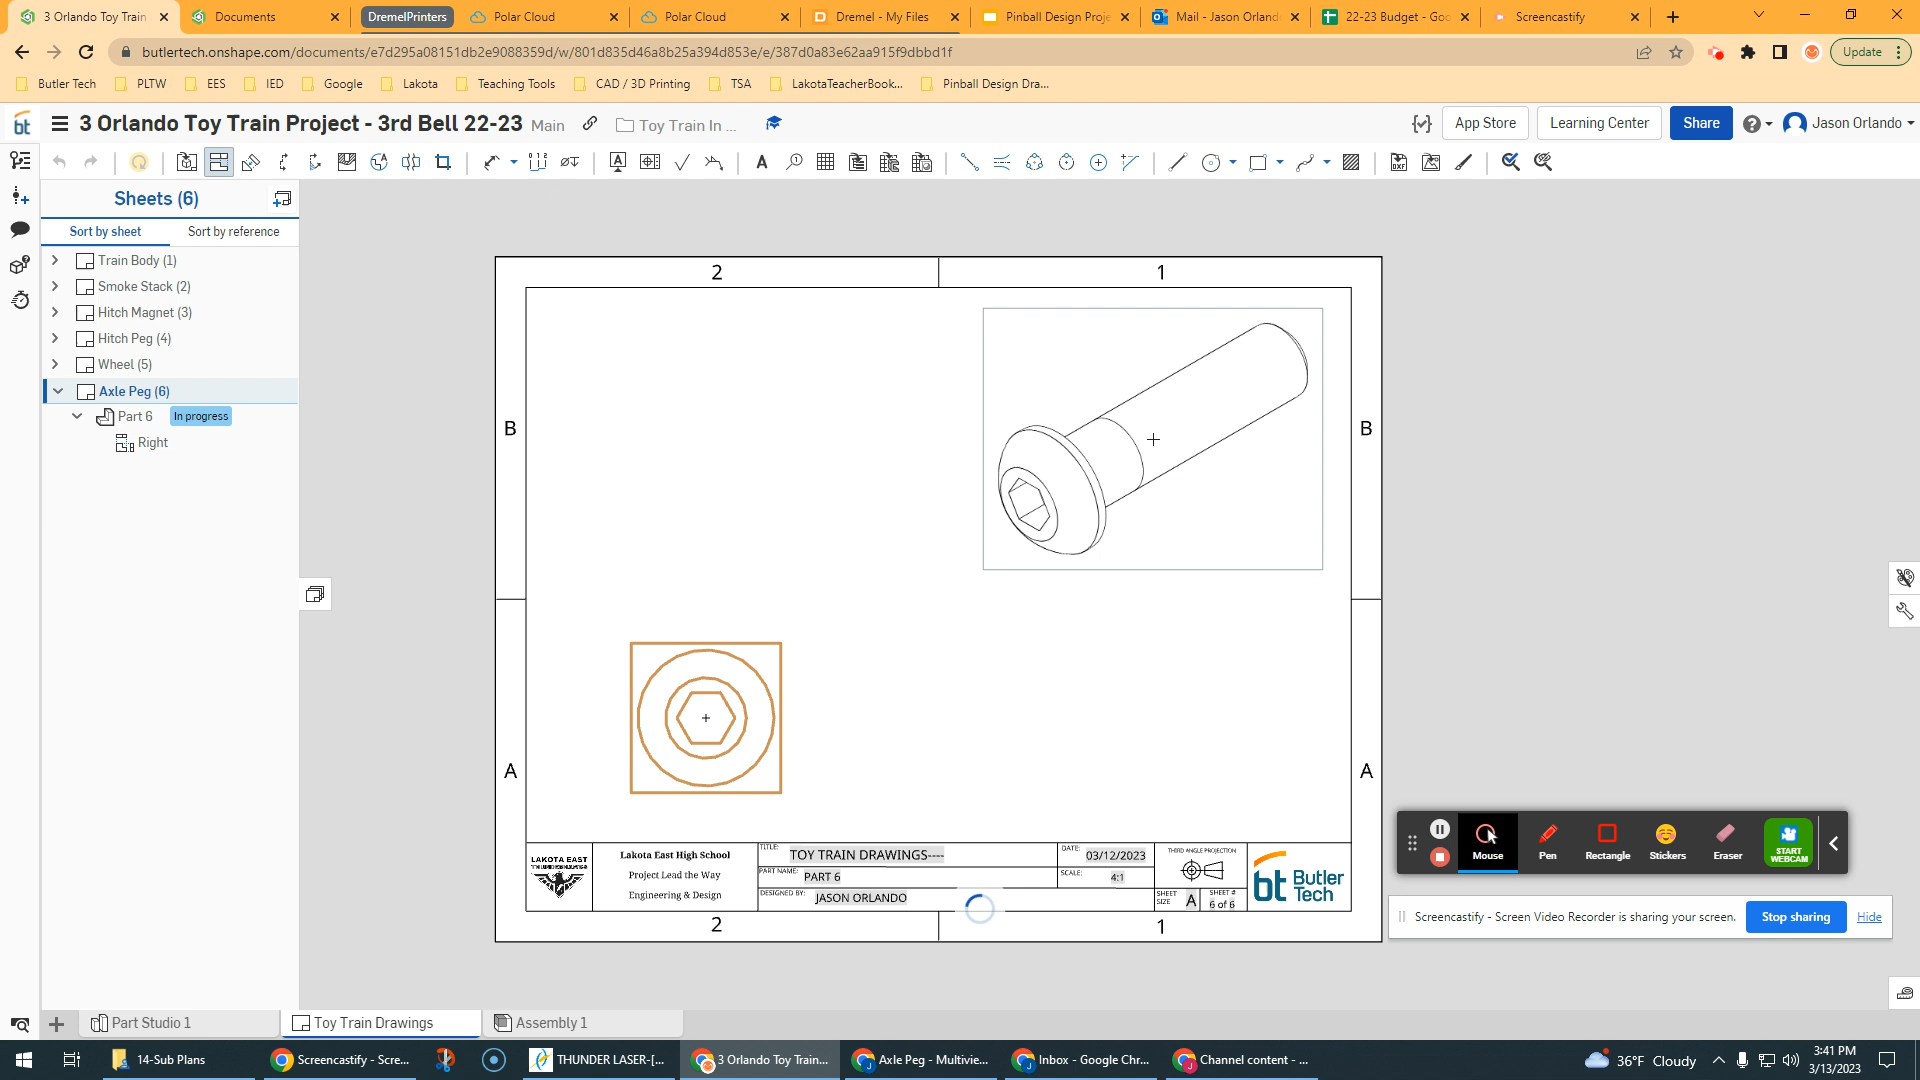 3 Orlando Toy Train
Documents
DremelPrinters
Polar Cloud
Polar Cloud
Dremel - My Files
Pinball Design Proje
Mail - Jason Orland
22-23 Budget - Goo
Screencastify
butlertech.onshape.com/documents/e7d295a08151db2e9088359d/w/801d835d46a8b25a394d853e/e/387d0a83e62aa915f9dbbd1f
Update
Butler Tech
PLTW
EES
IED
Google
Lakota
Teaching Tools
CAD / 3D Printing
TSA
LakotaTeacherBook...
Pinball Design Dra...
bt
3 Orlando Toy Train Project - 3rd Bell 22-23
Main
Toy Train In ...
App Store
Learning Center
Share
Jason Orlando
Sheets (6)
Sort by sheet
Sort by reference
Train Body (1)
Smoke Stack (2)
Hitch Magnet (3)
Hitch Peg (4)
Wheel (5)
Axle Peg (6)
Part 6
In progress
Right
2
1
B
B
A
A
LAKOTA EAST
Lakota East High School
Project Lead the Way
Engineering & Design
TITLE:
TOY TRAIN DRAWINGS----
PART NAME:
PART 6
DESIGNED BY:
JASON ORLANDO
DATE:
03/12/2023
SCALE:
4:1
THIRD ANGLE PROJECTION
SHEET SIZE
A
SHEET #
6 of 6
bt Butler Tech
2
1
Mouse
Pen
Rectangle
Stickers
Eraser
START WEBCAM
Screencastify - Screen Video Recorder is sharing your screen.
Stop sharing
Hide
Part Studio 1
Toy Train Drawings
Assembly 1
14-Sub Plans
Screencastify - Scre...
THUNDER LASER-[...
3 Orlando Toy Train...
Axle Peg - Multivie...
Inbox - Google Chr...
Channel content - ...
36°F Cloudy
3:41 PM
3/13/2023